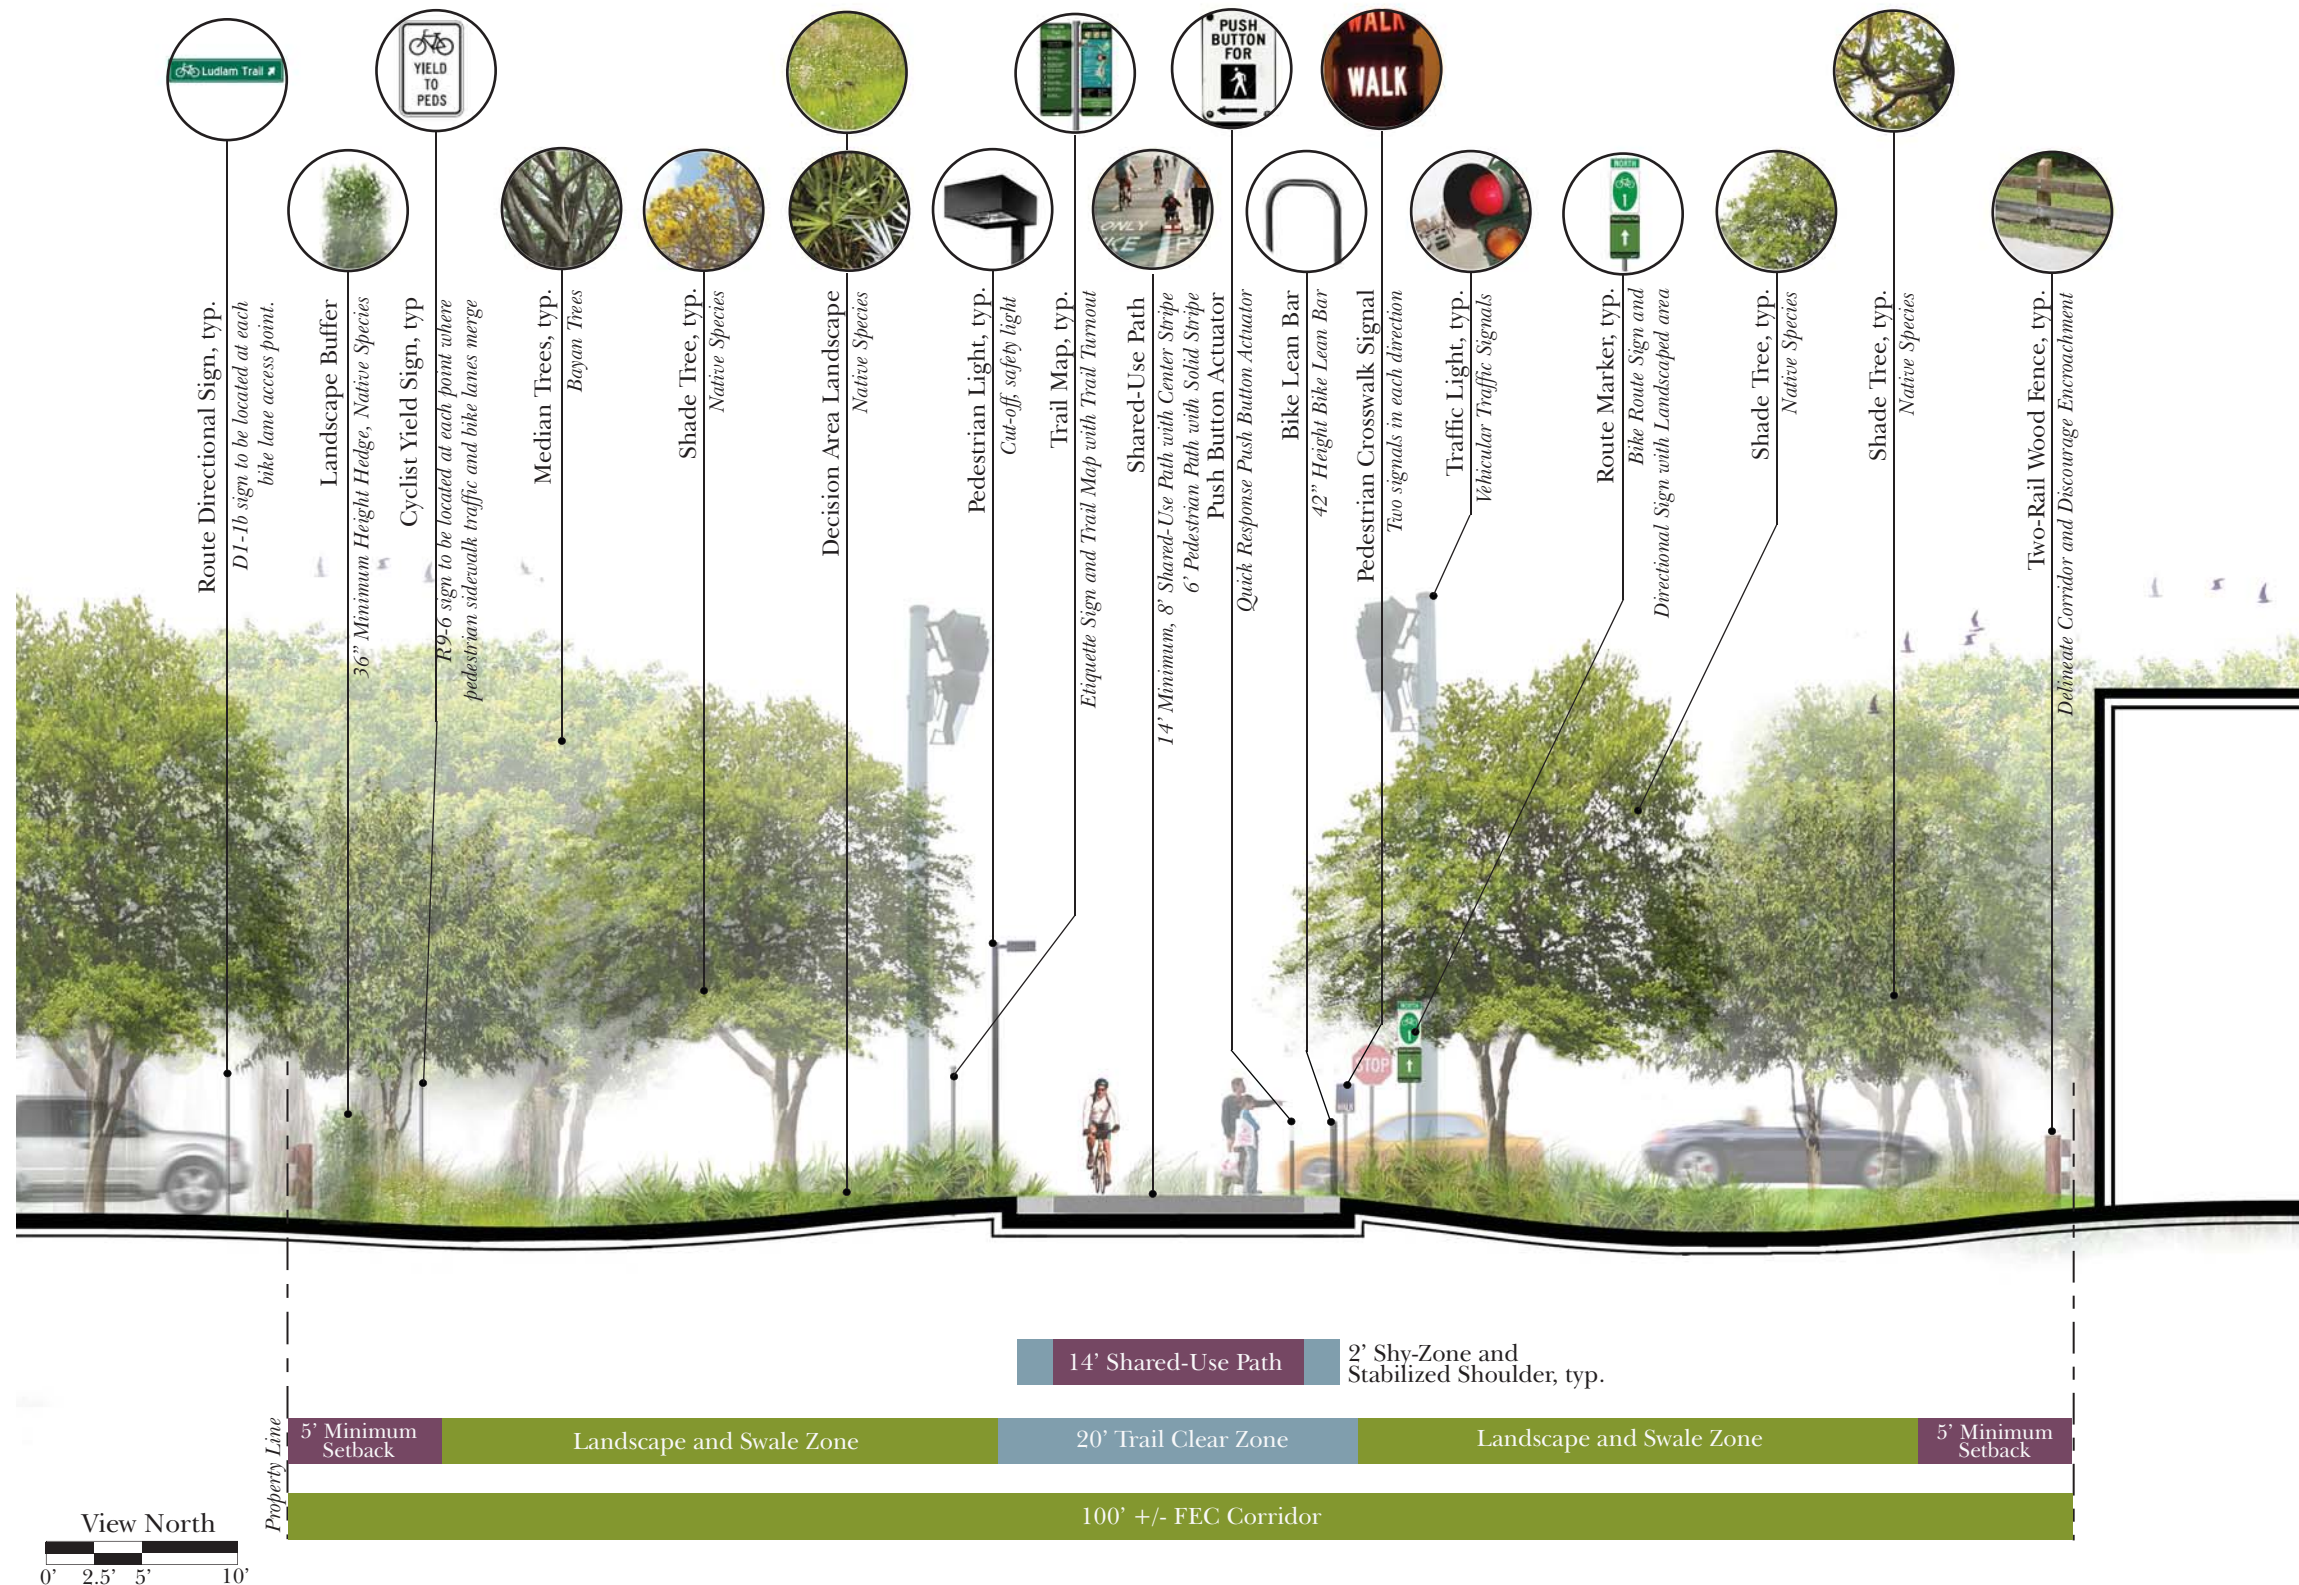 Ludlam Trail
YIELD
TO
PEDS
PUSH
BUTTON
FOR
WALK
WALK
ONLY
NORTH
1
Route Directional Sign, typ.
D1-1b sign to be located at each
bike lane access point.
Landscape Buffer
36” Minimum Height Hedge, Native Species
Cyclist Yield Sign, typ
R9-6 sign to be located at each point where
pedestrian sidewalk traffic and bike lanes merge
Median Trees, typ.
Bayan Trees
Shade Tree, typ.
Native Species
Decision Area Landscape
Native Species
Pedestrian Light, typ.
Cut-off, safety light
Trail Map, typ.
Etiquette Sign and Trail Map with Trail Turnout
Shared-Use Path
14’ Minimum, 8’ Shared-Use Path with Center Stripe
6’ Pedestrian Path with Solid Stripe
Push Button Actuator
Quick Response Push Button Actuator
Bike Lean Bar
42” Height Bike Lean Bar
Pedestrian Crosswalk Signal
Two signals in each direction
Traffic Light, typ.
Vehicular Traffic Signals
Route Marker, typ.
Bike Route Sign and
Directional Sign with Landscaped area
Shade Tree, typ.
Native Species
Shade Tree, typ.
Native Species
Two-Rail Wood Fence, typ.
Delineate Corridor and Discourage Encroachment
NORTH
1
STOP
WALK
14’ Shared-Use Path
2’ Shy-Zone and
Stabilized Shoulder, typ.
Property Line
5’ Minimum
Setback
Landscape and Swale Zone
20’ Trail Clear Zone
Landscape and Swale Zone
5’ Minimum
Setback
100’ +/- FEC Corridor
View North
0’ 2.5’ 5’ 10’